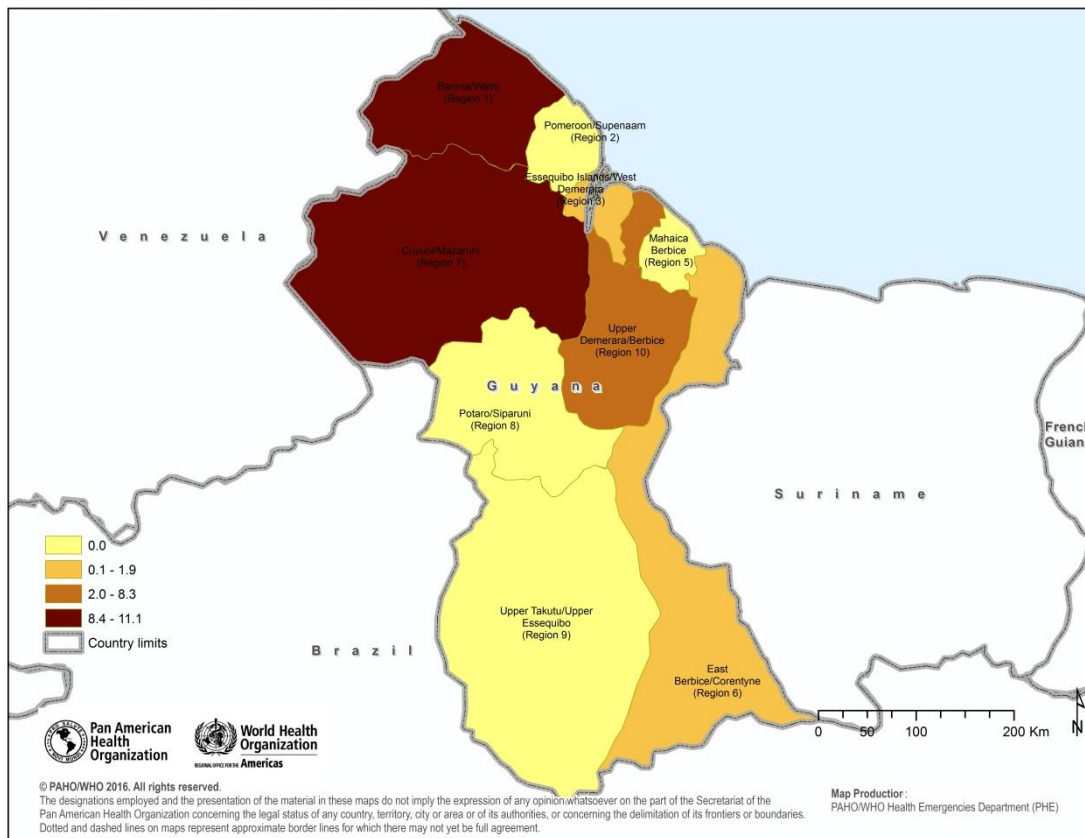 Barima/Waini
(Region 1)
Pomeroon/Supenaam
(Region 2)
Essequibo Islands/West
Demerara
(Region 3)
Venezuela
Cuyuni/Mazaruni
(Region 7)
Mahaica
Berbice
(Region 5)
Upper
Demerara/Berbice
(Region 10)
Guyana
Potaro/Siparuni
(Region 8)
French
Guian
Suriname
0.0
0.1 - 1.9
2.0 - 8.3
8.4 - 11.1
Country limits
Upper Takutu/Upper
Essequibo
(Region 9)
Brazil
East
Berbice/Corentyne
(Region 6)
0 50 100 200 Km
N
Pan American
Health
Organization
World Health
Organization
REGIONAL OFFICE FOR THE Americas
© PAHO/WHO 2016. All rights reserved.
The designations employed and the presentation of the material in these maps do not imply the expression of any opinion whatsoever on the part of the Secretariat of the
Pan American Health Organization concerning the legal status of any country, territory, city or area or of its authorities, or concerning the delimitation of its frontiers or boundaries.
Dotted and dashed lines on maps represent approximate border lines for which there may not yet be full agreement.
Map Production:
PAHO/WHO Health Emergencies Department (PHE)